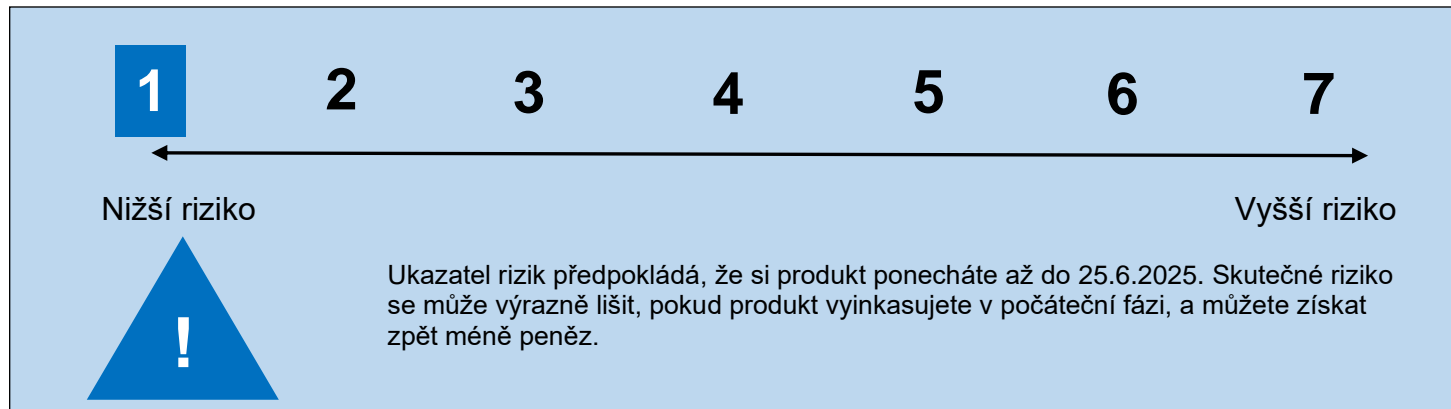 1 2 3 4 5 6 7
Nižší riziko Vyšší riziko
Ukazatel rizik předpokládá, že si produkt ponecháte až do 25.6.2025. Skutečné riziko
se může výrazně lišit, pokud produkt vyinkasujete v počáteční fázi, a můžete získat
zpět méně peněz.
!